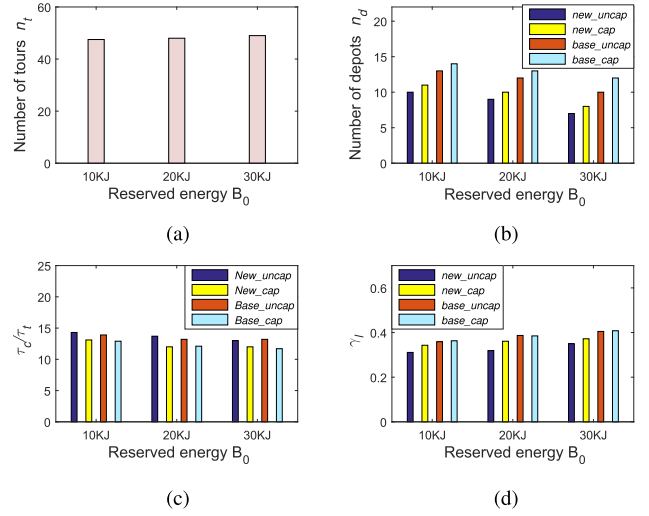 60
40
20
0
Number of tours n_t
10KJ 20KJ 30KJ
Reserved energy B_0
(a)
20
15
10
5
0
Number of depots n_d
new_uncap
new_cap
base_uncap
base_cap
10KJ 20KJ 30KJ
Reserved energy B_0
(b)
25
20
15
10
5
0
τ_c/τ_t
New_uncap
New_cap
Base_uncap
Base_cap
10KJ 20KJ 30KJ
Reserved energy B_0
(c)
0.6
0.4
0.2
0
γ_l
new_uncap
new_cap
base_uncap
base_cap
10KJ 20KJ 30KJ
Reserved energy B_0
(d)